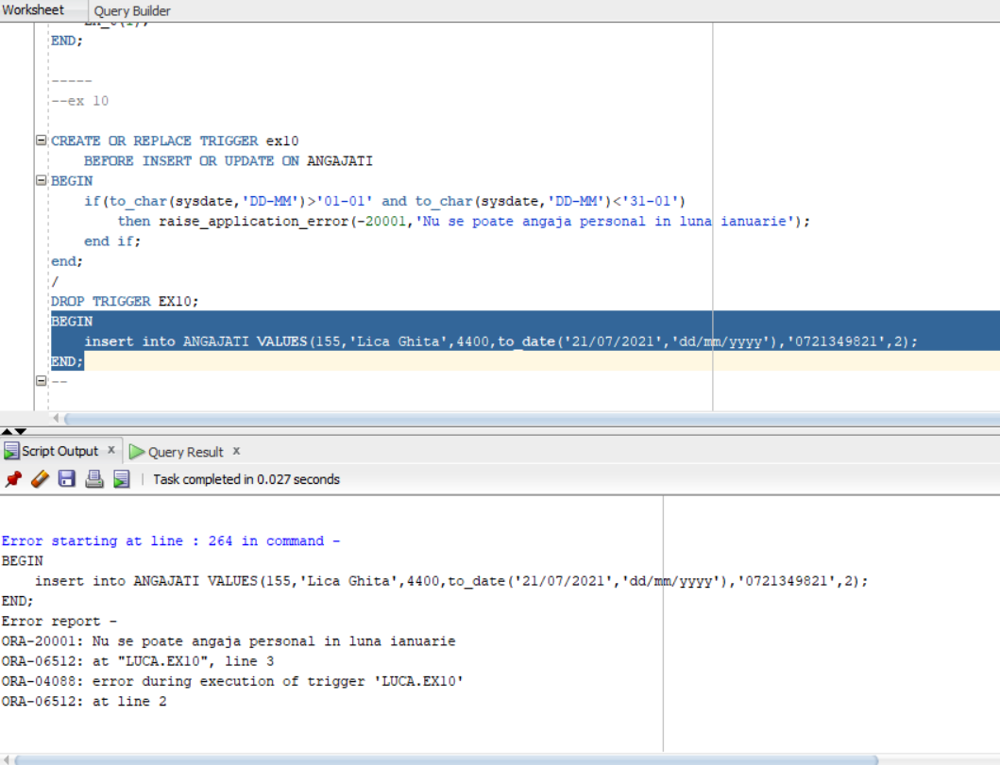 Worksheet Query Builder
END;
-----
--ex 10
CREATE OR REPLACE TRIGGER ex10
BEFORE INSERT OR UPDATE ON ANGAJATI
BEGIN
if(to_char(sysdate,'DD-MM')>'01-01' and to_char(sysdate,'DD-MM')<'31-01')
then raise_application_error(-20001,'Nu se poate angaja personal in luna ianuarie');
end if;
end;
/
DROP TRIGGER EX10;
BEGIN
insert into ANGAJATI VALUES(155,'Lica Ghita',4400,to_date('21/07/2021','dd/mm/yyyy'),'0721349821',2);
END;
--
Script Output x Query Result x
Task completed in 0.027 seconds
Error starting at line : 264 in command -
BEGIN
insert into ANGAJATI VALUES(155,'Lica Ghita',4400,to_date('21/07/2021','dd/mm/yyyy'),'0721349821',2);
END;
Error report -
ORA-20001: Nu se poate angaja personal in luna ianuarie
ORA-06512: at "LUCA.EX10", line 3
ORA-04088: error during execution of trigger 'LUCA.EX10'
ORA-06512: at line 2